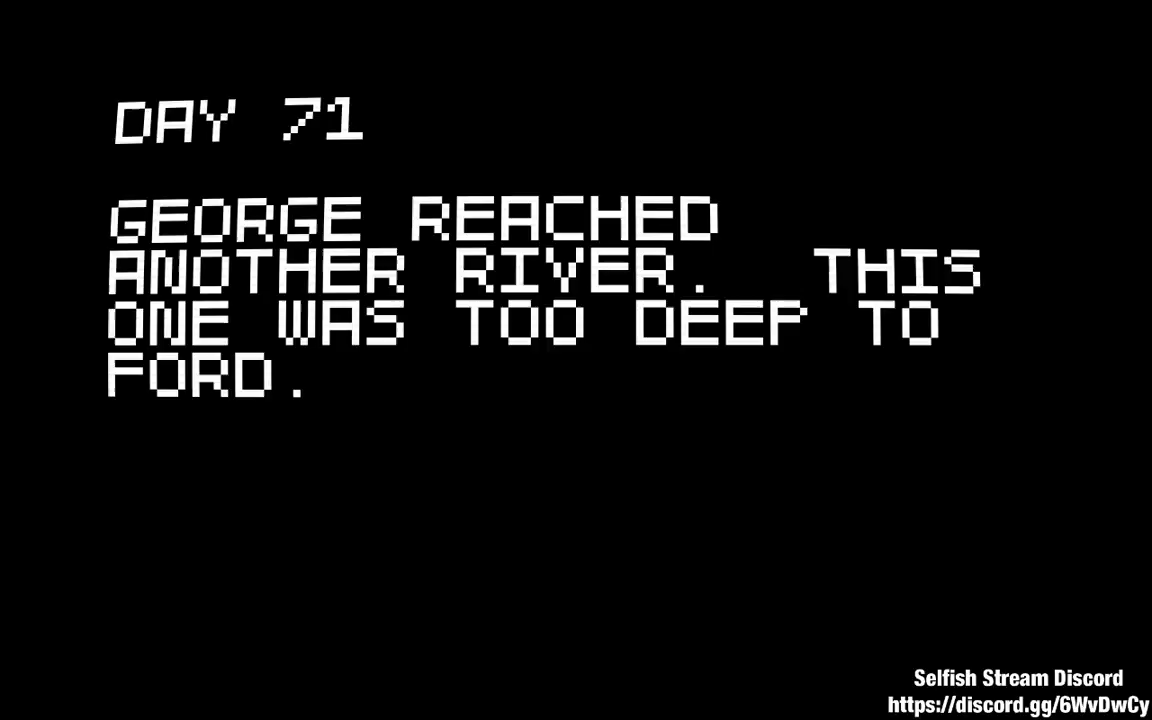 DAY 71
GEORGE REACHED
ANOTHER RIVER. THIS
ONE WAS TOO DEEP TO
FORD.
Selfish Stream Discord
https://discord.gg/6WvDwCy